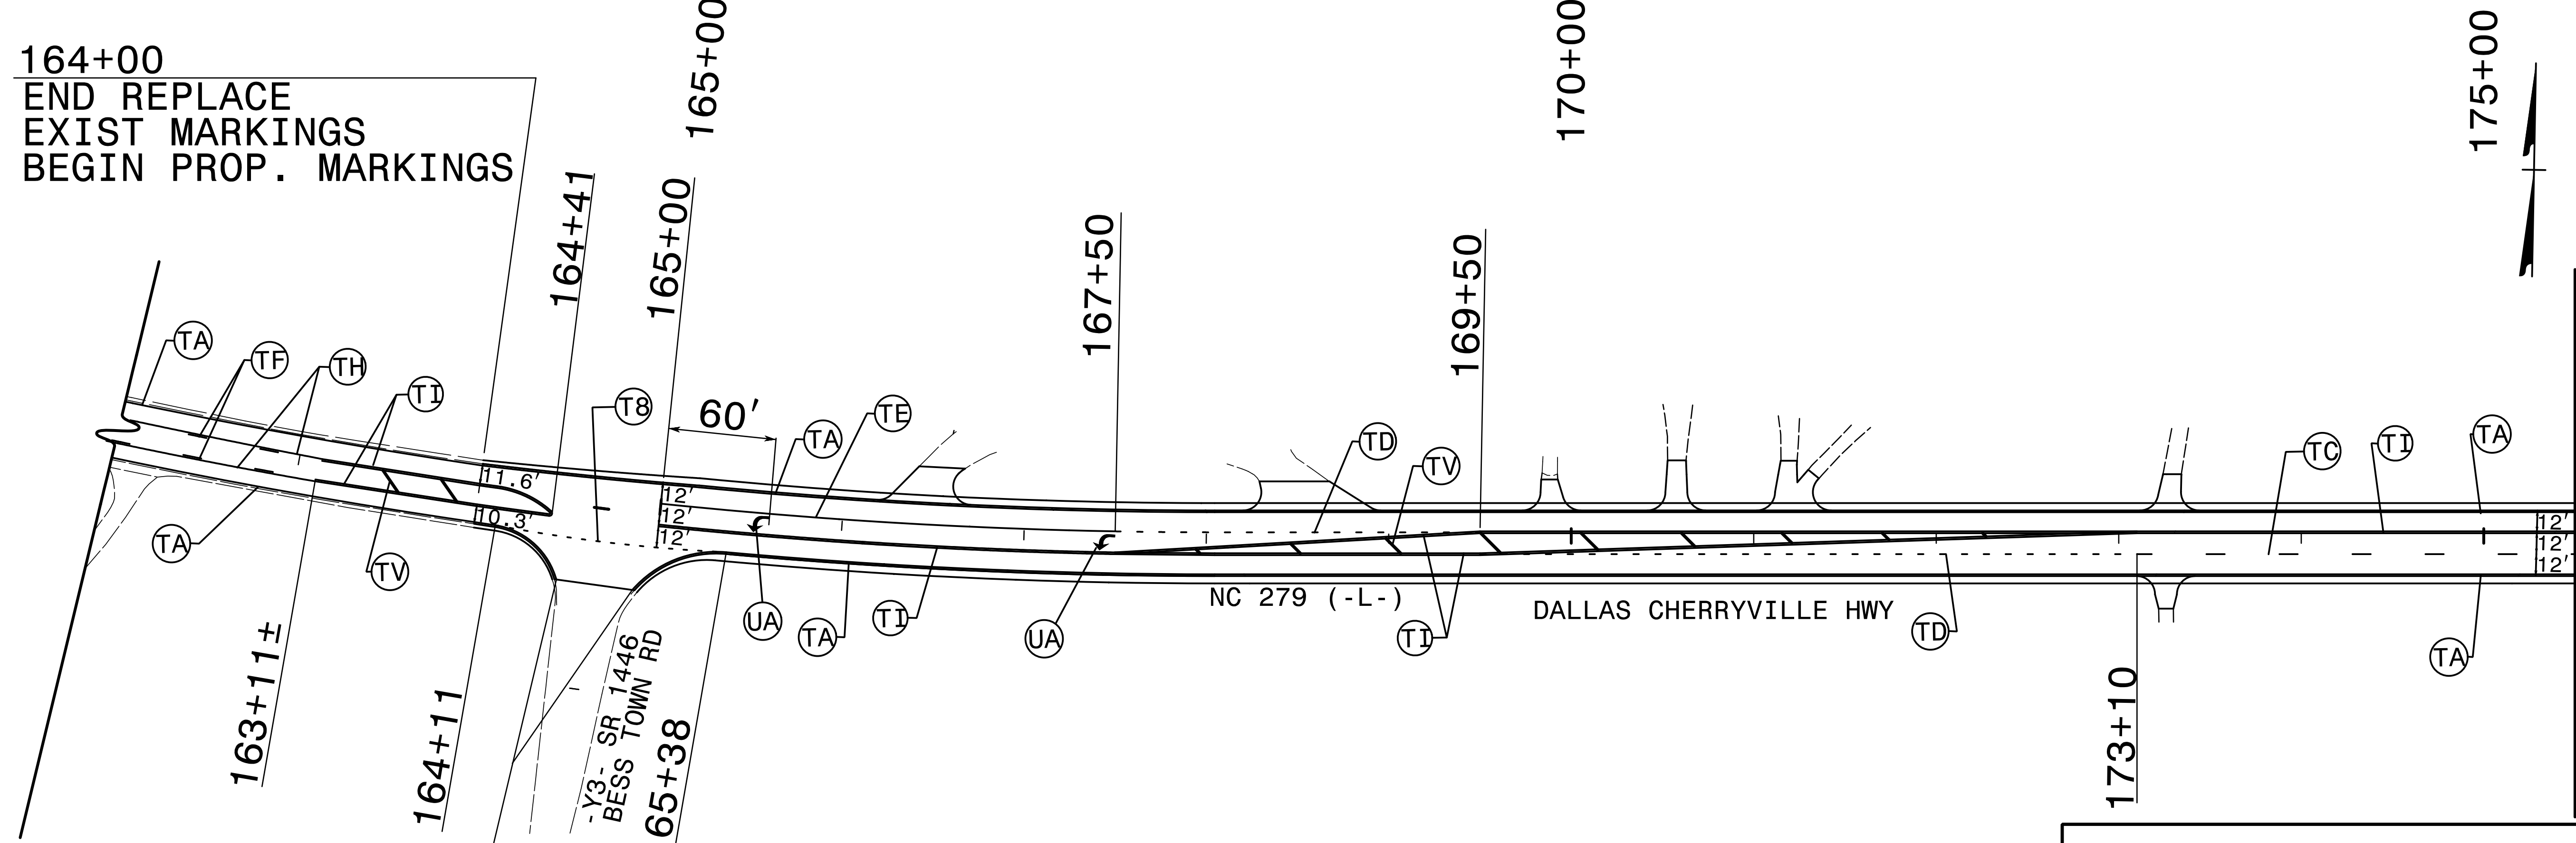 164+00
END REPLACE
EXIST MARKINGS
BEGIN PROP. MARKINGS
165+00
170+00
175+00
164+41
165+00
167+50
169+50
TA
TF
TH
TI
T8
60'
TA
TE
TD
TV
TC
TI
TA
11.6'
10.3'
12'
12'
12'
12'
12'
12'
TA
TV
UA
TA
TI
UA
NC 279 (-L-)
TI
DALLAS CHERRYVILLE HWY
TD
TA
163+11±
164+11
-Y3- SR 1446
BESS TOWN RD
65+38
173+10